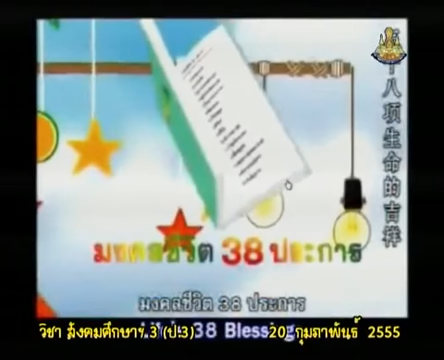 八项生命的吉祥
มงคลชีวิต 38 ประการ
มงคลชีวิต 38 ประการ
38 Blessing
วิชา สังคมศึกษาฯ 3 (ป.3) 20 กุมภาพันธ์ 2555